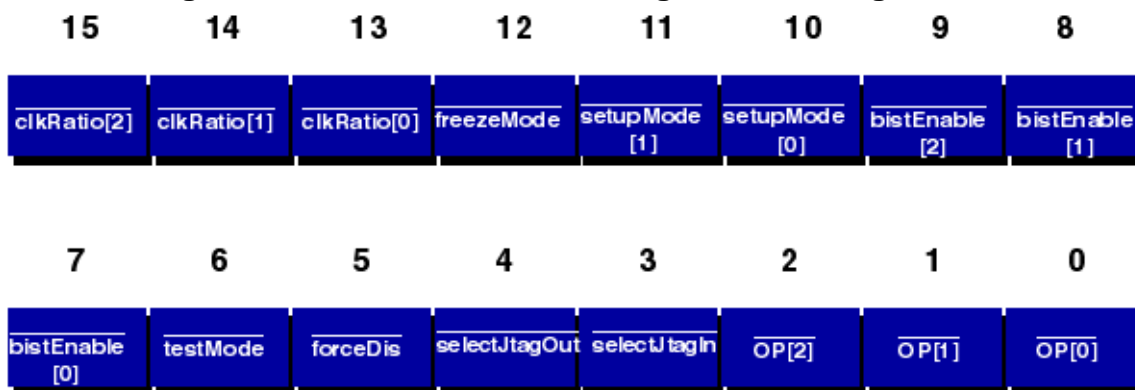 15 14 13 12 11 10 9 8
clkRatio[2] clkRatio[1] clkRatio[0] freezeMode setupMode setupMode bistEnable bistEnable
[1] [0] [2] [1]
7 6 5 4 3 2 1 0
bistEnable testMode forceDis selectJtagOut selectJtagIn OP[2] OP[1] OP[0]
[0]